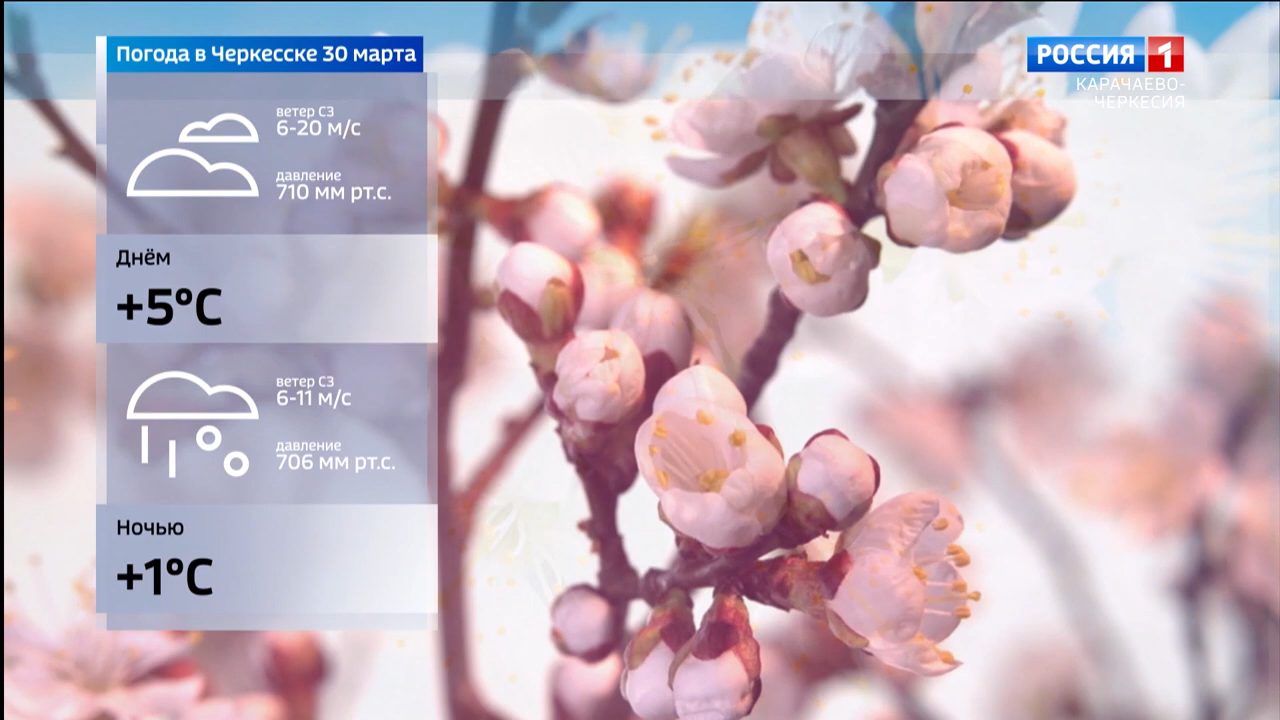 Погода в Черкесске 30 марта
РОССИЯ 1
КАРАЧАЕВО-
ЧЕРКЕСИЯ
ветер СЗ
6-20 м/с
давление
710 мм рт.с.
Днём
+5°C
ветер СЗ
6-11 м/с
давление
706 мм рт.с.
Ночью
+1°C